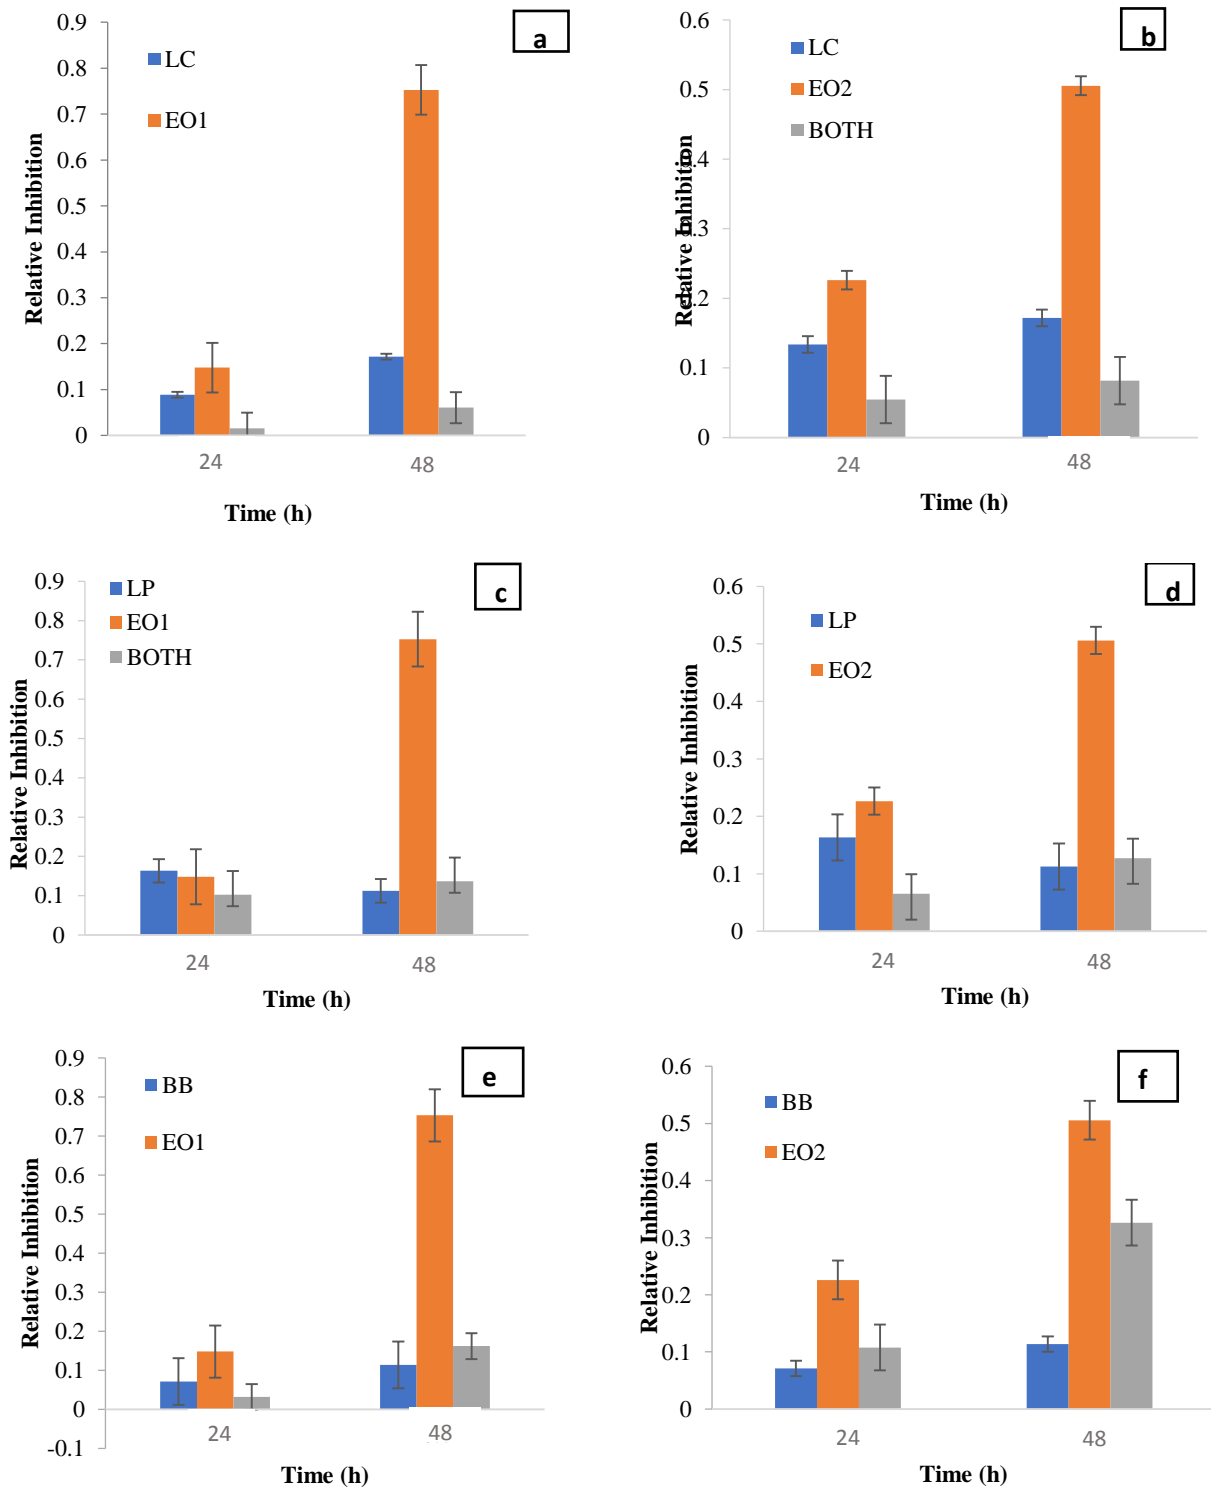 a
LC
EO1
Relative Inhibition
0.9
0.8
0.7
0.6
0.5
0.4
0.3
0.2
0.1
0
24
48
Time (h)
b
LC
EO2
BOTH
Relative Inhibition
0.6
0.5
0.4
0.3
0.2
0.1
0
24
48
Time (h)
c
LP
EO1
BOTH
Relative Inhibition
0.9
0.8
0.7
0.6
0.5
0.4
0.3
0.2
0.1
0
24
48
Time (h)
d
LP
EO2
Relative Inhibition
0.6
0.5
0.4
0.3
0.2
0.1
0
24
48
Time (h)
e
BB
EO1
Relative Inhibition
0.9
0.8
0.7
0.6
0.5
0.4
0.3
0.2
0.1
0
-0.1
24
48
Time (h)
f
BB
EO2
Relative Inhibition
0.6
0.5
0.4
0.3
0.2
0.1
0
24
48
Time (h)